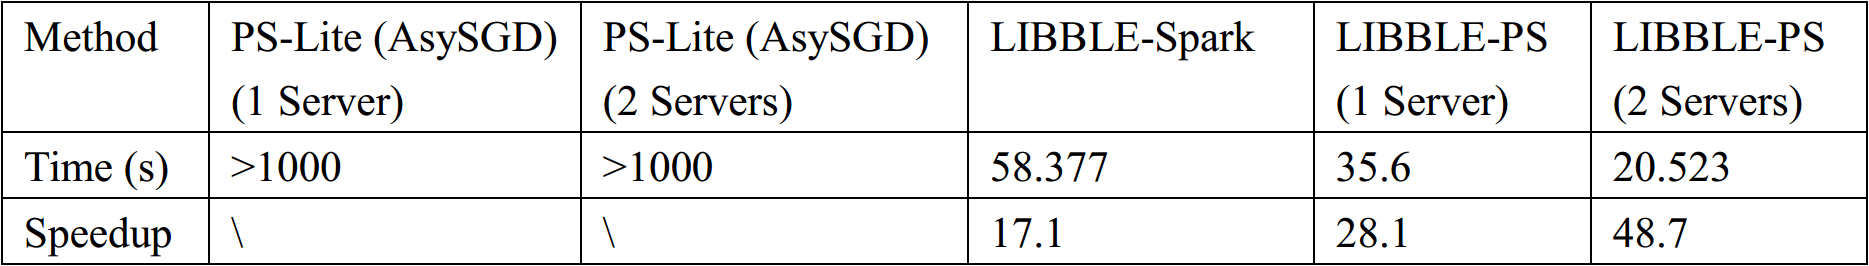 Method PS-Lite (AsySGD) (1 Server) PS-Lite (AsySGD) (2 Servers) LIBBLE-Spark LIBBLE-PS (1 Server) LIBBLE-PS (2 Servers)
Time (s) >1000 >1000 58.377 35.6 20.523
Speedup \ \ 17.1 28.1 48.7